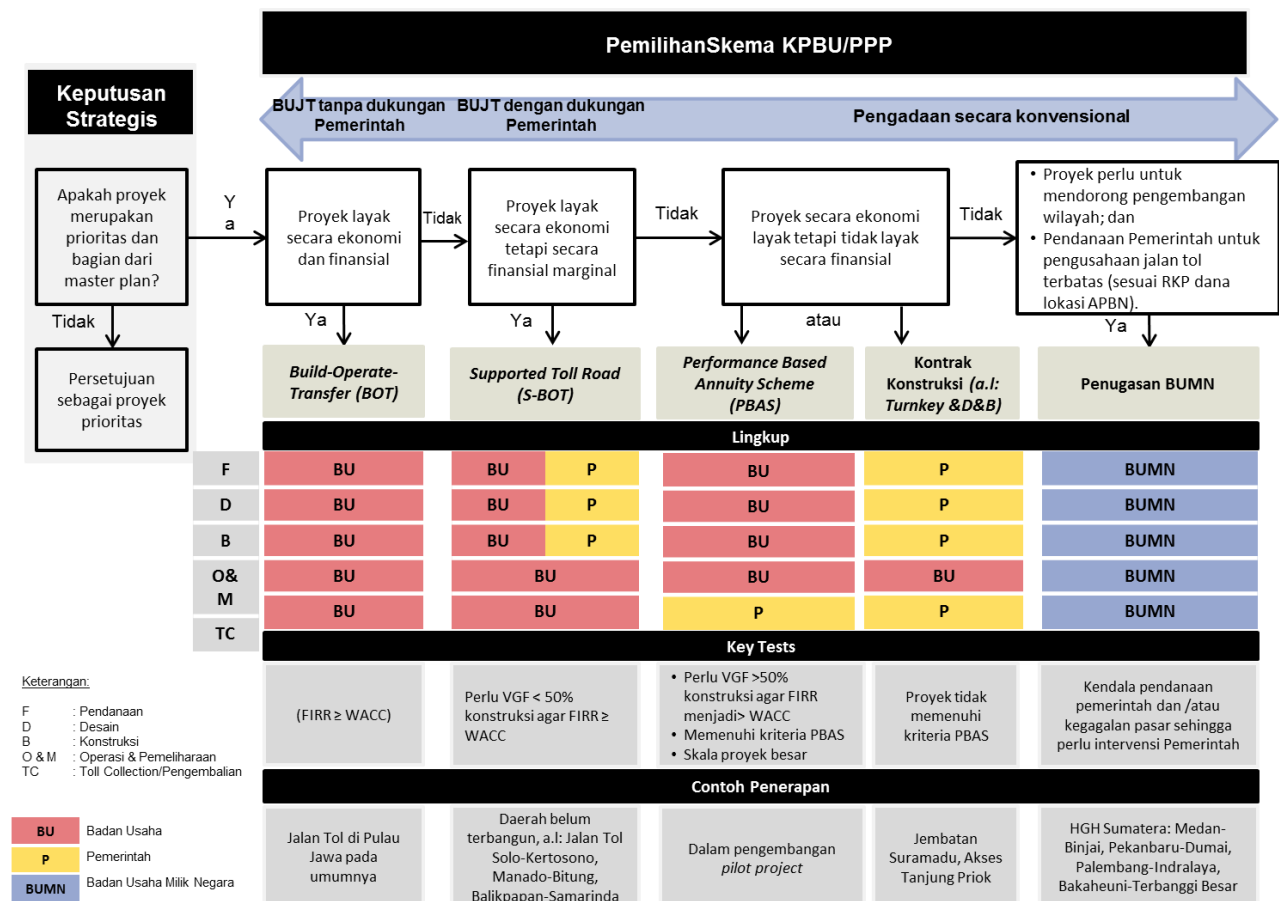 PemilihanSkema KPBU/PPP
Keputusan
Strategis
BUJT tanpa dukungan
Pemerintah
BUJT dengan dukungan
Pemerintah
Pengadaan secara konvensional
Apakah proyek
merupakan
prioritas dan
bagian dari
master plan?
Y
a
Proyek layak
secara ekonomi
dan finansial
Tidak
Proyek layak
secara ekonomi
tetapi secara
finansial marginal
Tidak
Proyek secara ekonomi
layak tetapi tidak layak
secara finansial
Tidak
• Proyek perlu untuk
mendorong pengembangan
wilayah; dan
• Pendanaan Pemerintah untuk
pengusahaan jalan tol
terbatas (sesuai RKP dana
lokasi APBN).
Tidak
Ya
Ya
atau
Ya
Persetujuan
sebagai proyek
prioritas
Build-Operate-
Transfer (BOT)
Supported Toll Road
(S-BOT)
Performance Based
Annuity Scheme
(PBAS)
Kontrak
Konstruksi (a.l:
Turnkey &D&B)
Penugasan BUMN
Lingkup
F BU BU P BU P BUMN
D BU BU P BU P BUMN
B BU BU P BU P BUMN
O&
M
BU BU BU BU BUMN
TC
BU BU P P BUMN
Key Tests
(FIRR ≥ WACC)
Perlu VGF < 50%
konstruksi agar FIRR ≥
WACC
• Perlu VGF >50%
konstruksi agar FIRR
menjadi> WACC
• Memenuhi kriteria PBAS
• Skala proyek besar
Proyek tidak
memenuhi
kriteria PBAS
Kendala pendanaan
pemerintah dan /atau
kegagalan pasar sehingga
perlu intervensi Pemerintah
Contoh Penerapan
Jalan Tol di Pulau
Jawa pada
umumnya
Daerah belum
terbangun, a.l: Jalan Tol
Solo-Kertosono,
Manado-Bitung,
Balikpapan-Samarinda
Dalam pengembangan
pilot project
Jembatan
Suramadu, Akses
Tanjung Priok
HGH Sumatera: Medan-
Binjai, Pekanbaru-Dumai,
Palembang-Indralaya,
Bakaheuni-Terbanggi Besar
Keterangan:
F : Pendanaan
D : Desain
B : Konstruksi
O & M : Operasi & Pemeliharaan
TC : Toll Collection/Pengembalian
BU Badan Usaha
P Pemerintah
BUMN Badan Usaha Milik Negara